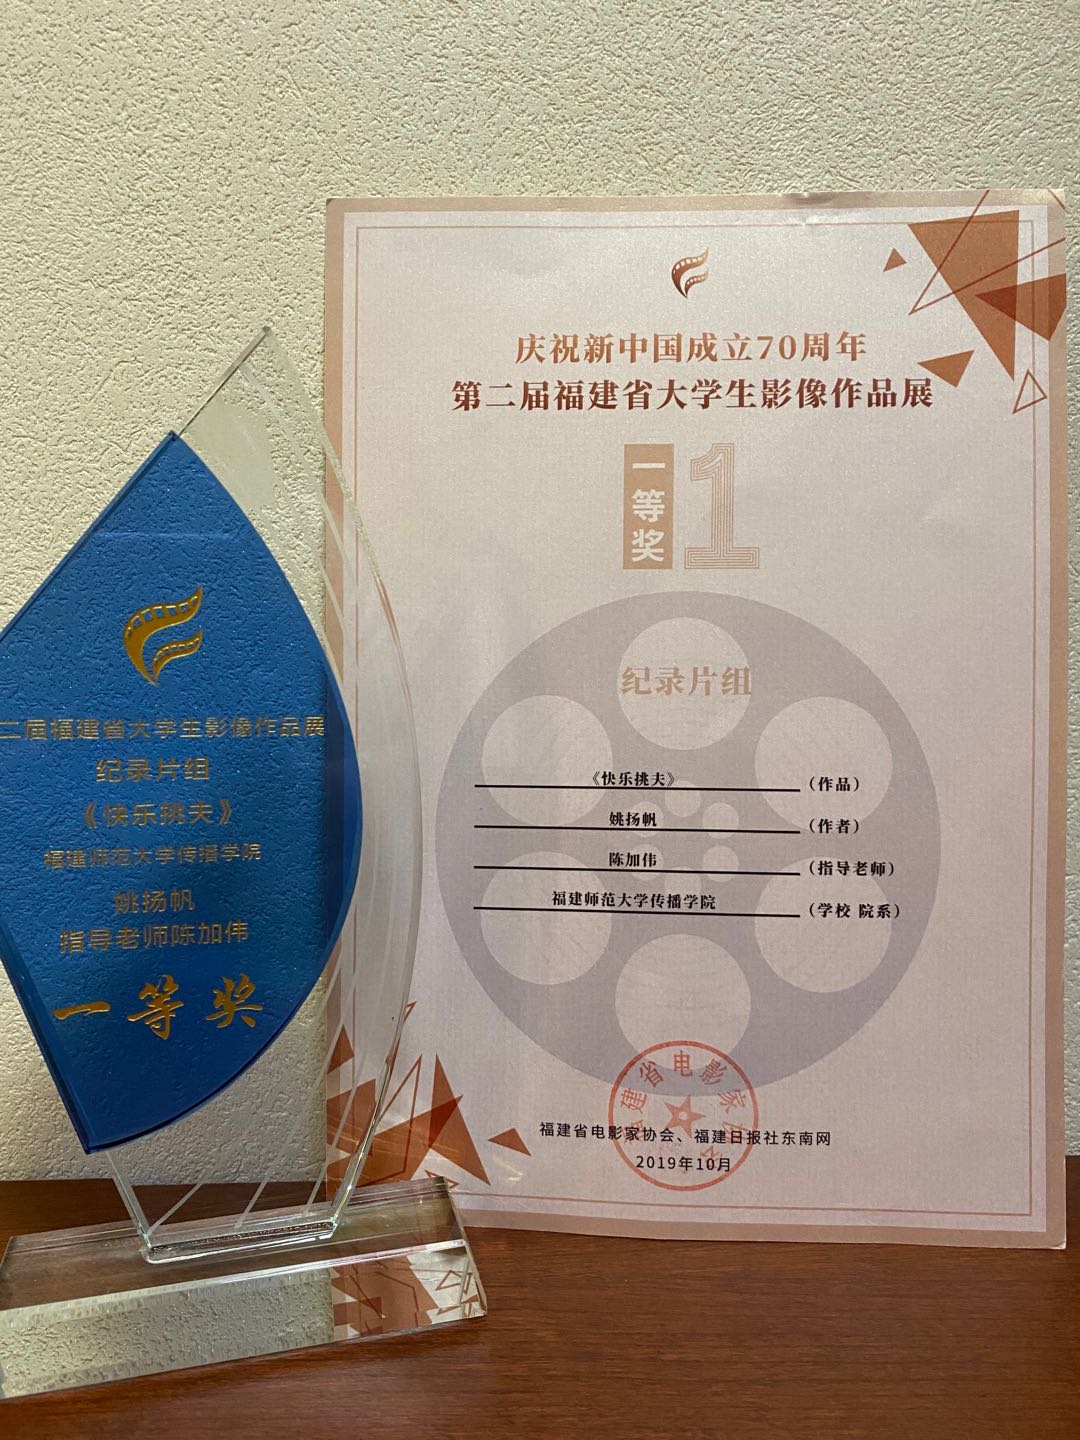 庆祝新中国成立70周年
第二届福建省大学生影像作品展
一等奖
1
纪录片组
《快乐挑夫》（作品）
姚扬帆（作者）
陈加伟（指导老师）
福建师范大学传播学院（学校 院系）
福建省电影家协会、福建日报社东南网
2019年10月
建省电影家
二届福建省大学生影像作品展
纪录片组
《快乐挑夫》
福建师范大学传播学院
姚扬帆
指导老师陈加伟
一等奖